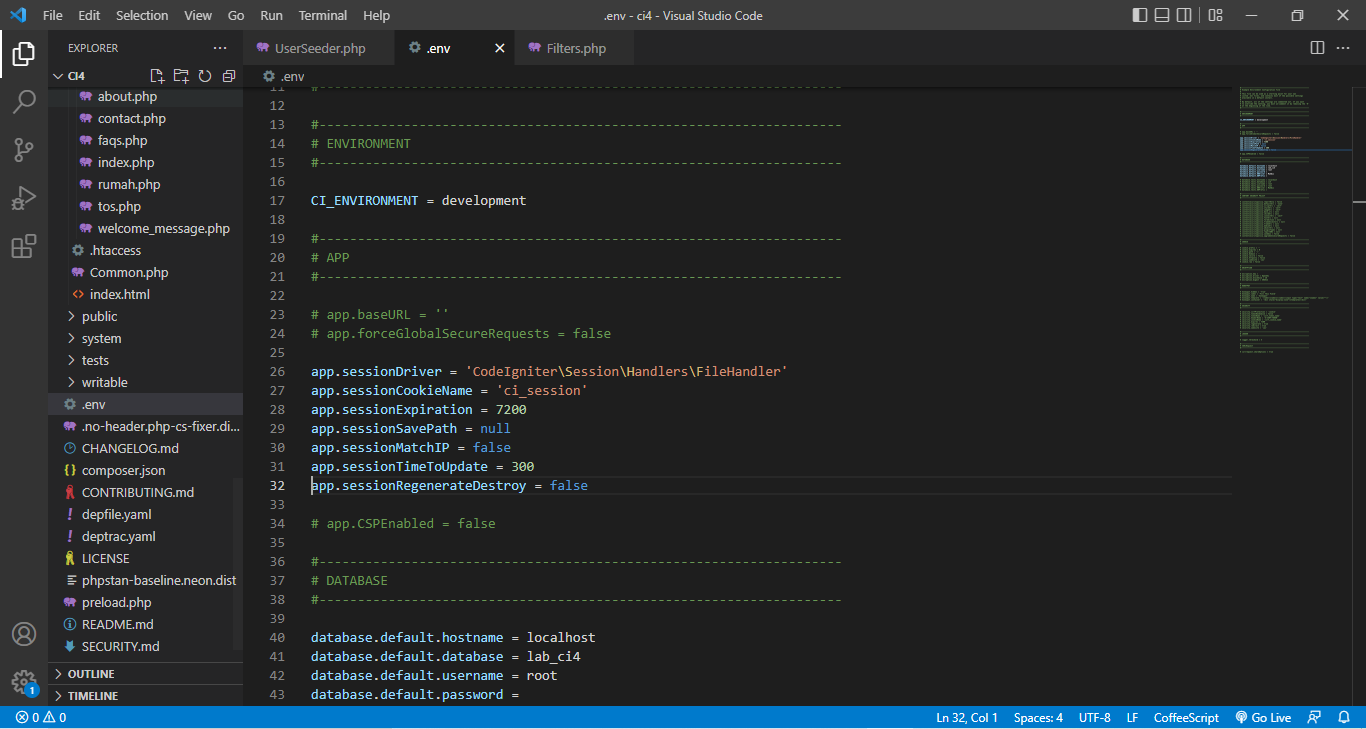 File Edit Selection View Go Run Terminal Help
.env - ci4 - Visual Studio Code
EXPLORER
CI4
about.php
contact.php
faqs.php
index.php
rumah.php
tos.php
welcome_message.php
.htaccess
Common.php
index.html
public
system
tests
writable
.env
.no-header.php-cs-fixer.di...
CHANGELOG.md
composer.json
CONTRIBUTING.md
depfile.yaml
deptrac.yaml
LICENSE
phpstan-baseline.neon.dist
preload.php
README.md
SECURITY.md
OUTLINE
TIMELINE
1
UserSeeder.php
.env
Filters.php
.env
11 #--------------------------------------------------------------------
12
13 #--------------------------------------------------------------------
14 # ENVIRONMENT
15 #--------------------------------------------------------------------
16
17 CI_ENVIRONMENT = development
18
19 #--------------------------------------------------------------------
20 # APP
21 #--------------------------------------------------------------------
22
23 # app.baseURL = ''
24 # app.forceGlobalSecureRequests = false
25
26 app.sessionDriver = 'CodeIgniter\Session\Handlers\FileHandler'
27 app.sessionCookieName = 'ci_session'
28 app.sessionExpiration = 7200
29 app.sessionSavePath = null
30 app.sessionMatchIP = false
31 app.sessionTimeToUpdate = 300
32 app.sessionRegenerateDestroy = false
33
34 # app.CSPEnabled = false
35
36 #--------------------------------------------------------------------
37 # DATABASE
38 #--------------------------------------------------------------------
39
40 database.default.hostname = localhost
41 database.default.database = lab_ci4
42 database.default.username = root
43 database.default.password =
0 0
Ln 32, Col 1 Spaces: 4 UTF-8 LF CoffeeScript Go Live